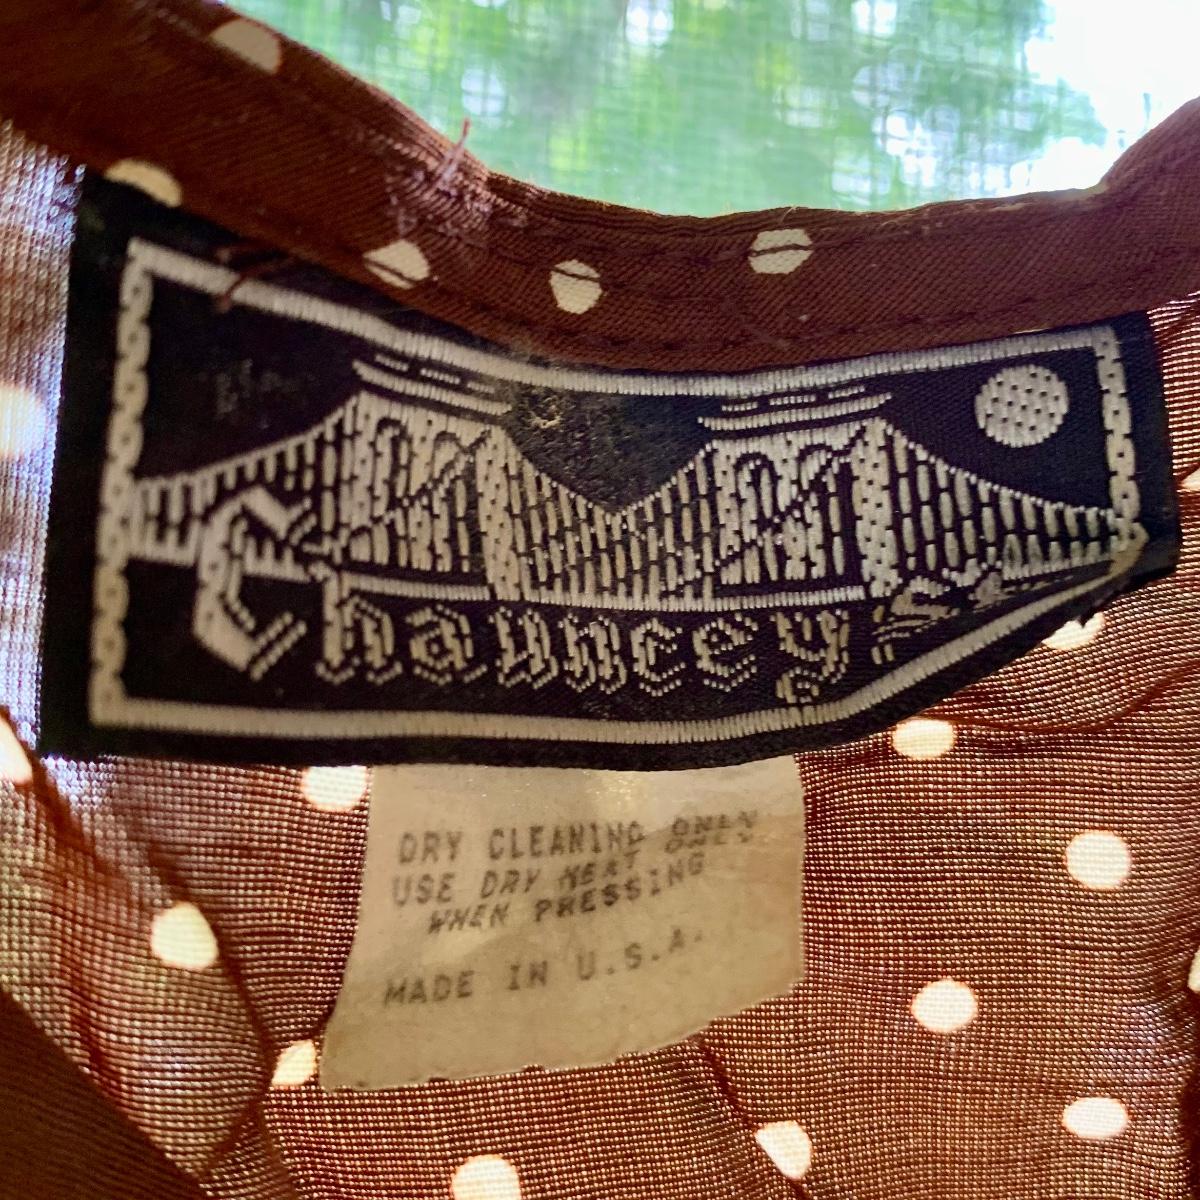 Chauncey's
DRY CLEANING ONLY
USE DRY HEAT ONLY
WHEN PRESSING
MADE IN U.S.A.